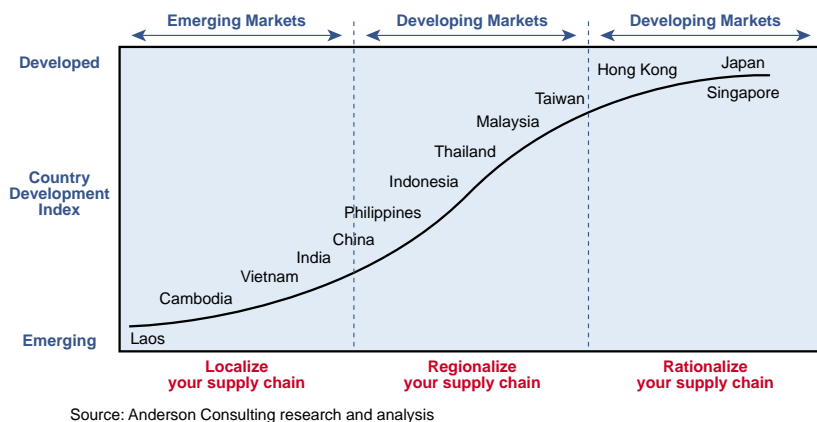 Emerging Markets
Developing Markets
Developing Markets
Developed
Country
Development
Index
Emerging
Japan
Hong Kong
Singapore
Taiwan
Malaysia
Thailand
Indonesia
Philippines
China
India
Vietnam
Cambodia
Laos
Localize
your supply chain
Regionalize
your supply chain
Rationalize
your supply chain
Source: Anderson Consulting research and analysis